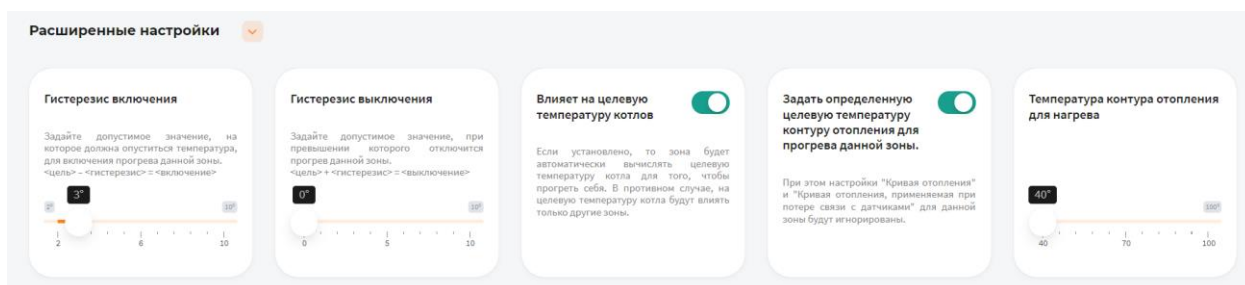 Расширенные настройки
Гистерезис включения
Задайте допустимое значение, на
которое должна опуститься температура,
для включения прогрева данной зоны.
<цель> - <гистерезис> = <включение>
3°
2°
10°
2
6
10
Гистерезис выключения
Задайте допустимое значение, при
превышении которого отключится
прогрев данной зоны.
<цель> + <гистерезис> = <выключение>
0°
10°
0
5
10
Влияет на целевую
температуру котлов
Если установлено, то зона будет
автоматически вычислять целевую
температуру котла для того, чтобы
прогреть себя. В противном случае, на
целевую температуру котла будут влиять
только другие зоны.
Задать определенную
целевую температуру
контуру отопления для
прогрева данной зоны.
При этом настройки "Кривая отопления"
и "Кривая отопления, применяемая при
потере связи с датчиками" для данной
зоны будут игнорированы.
Температура контура отопления
для нагрева
40°
100°
40
70
100